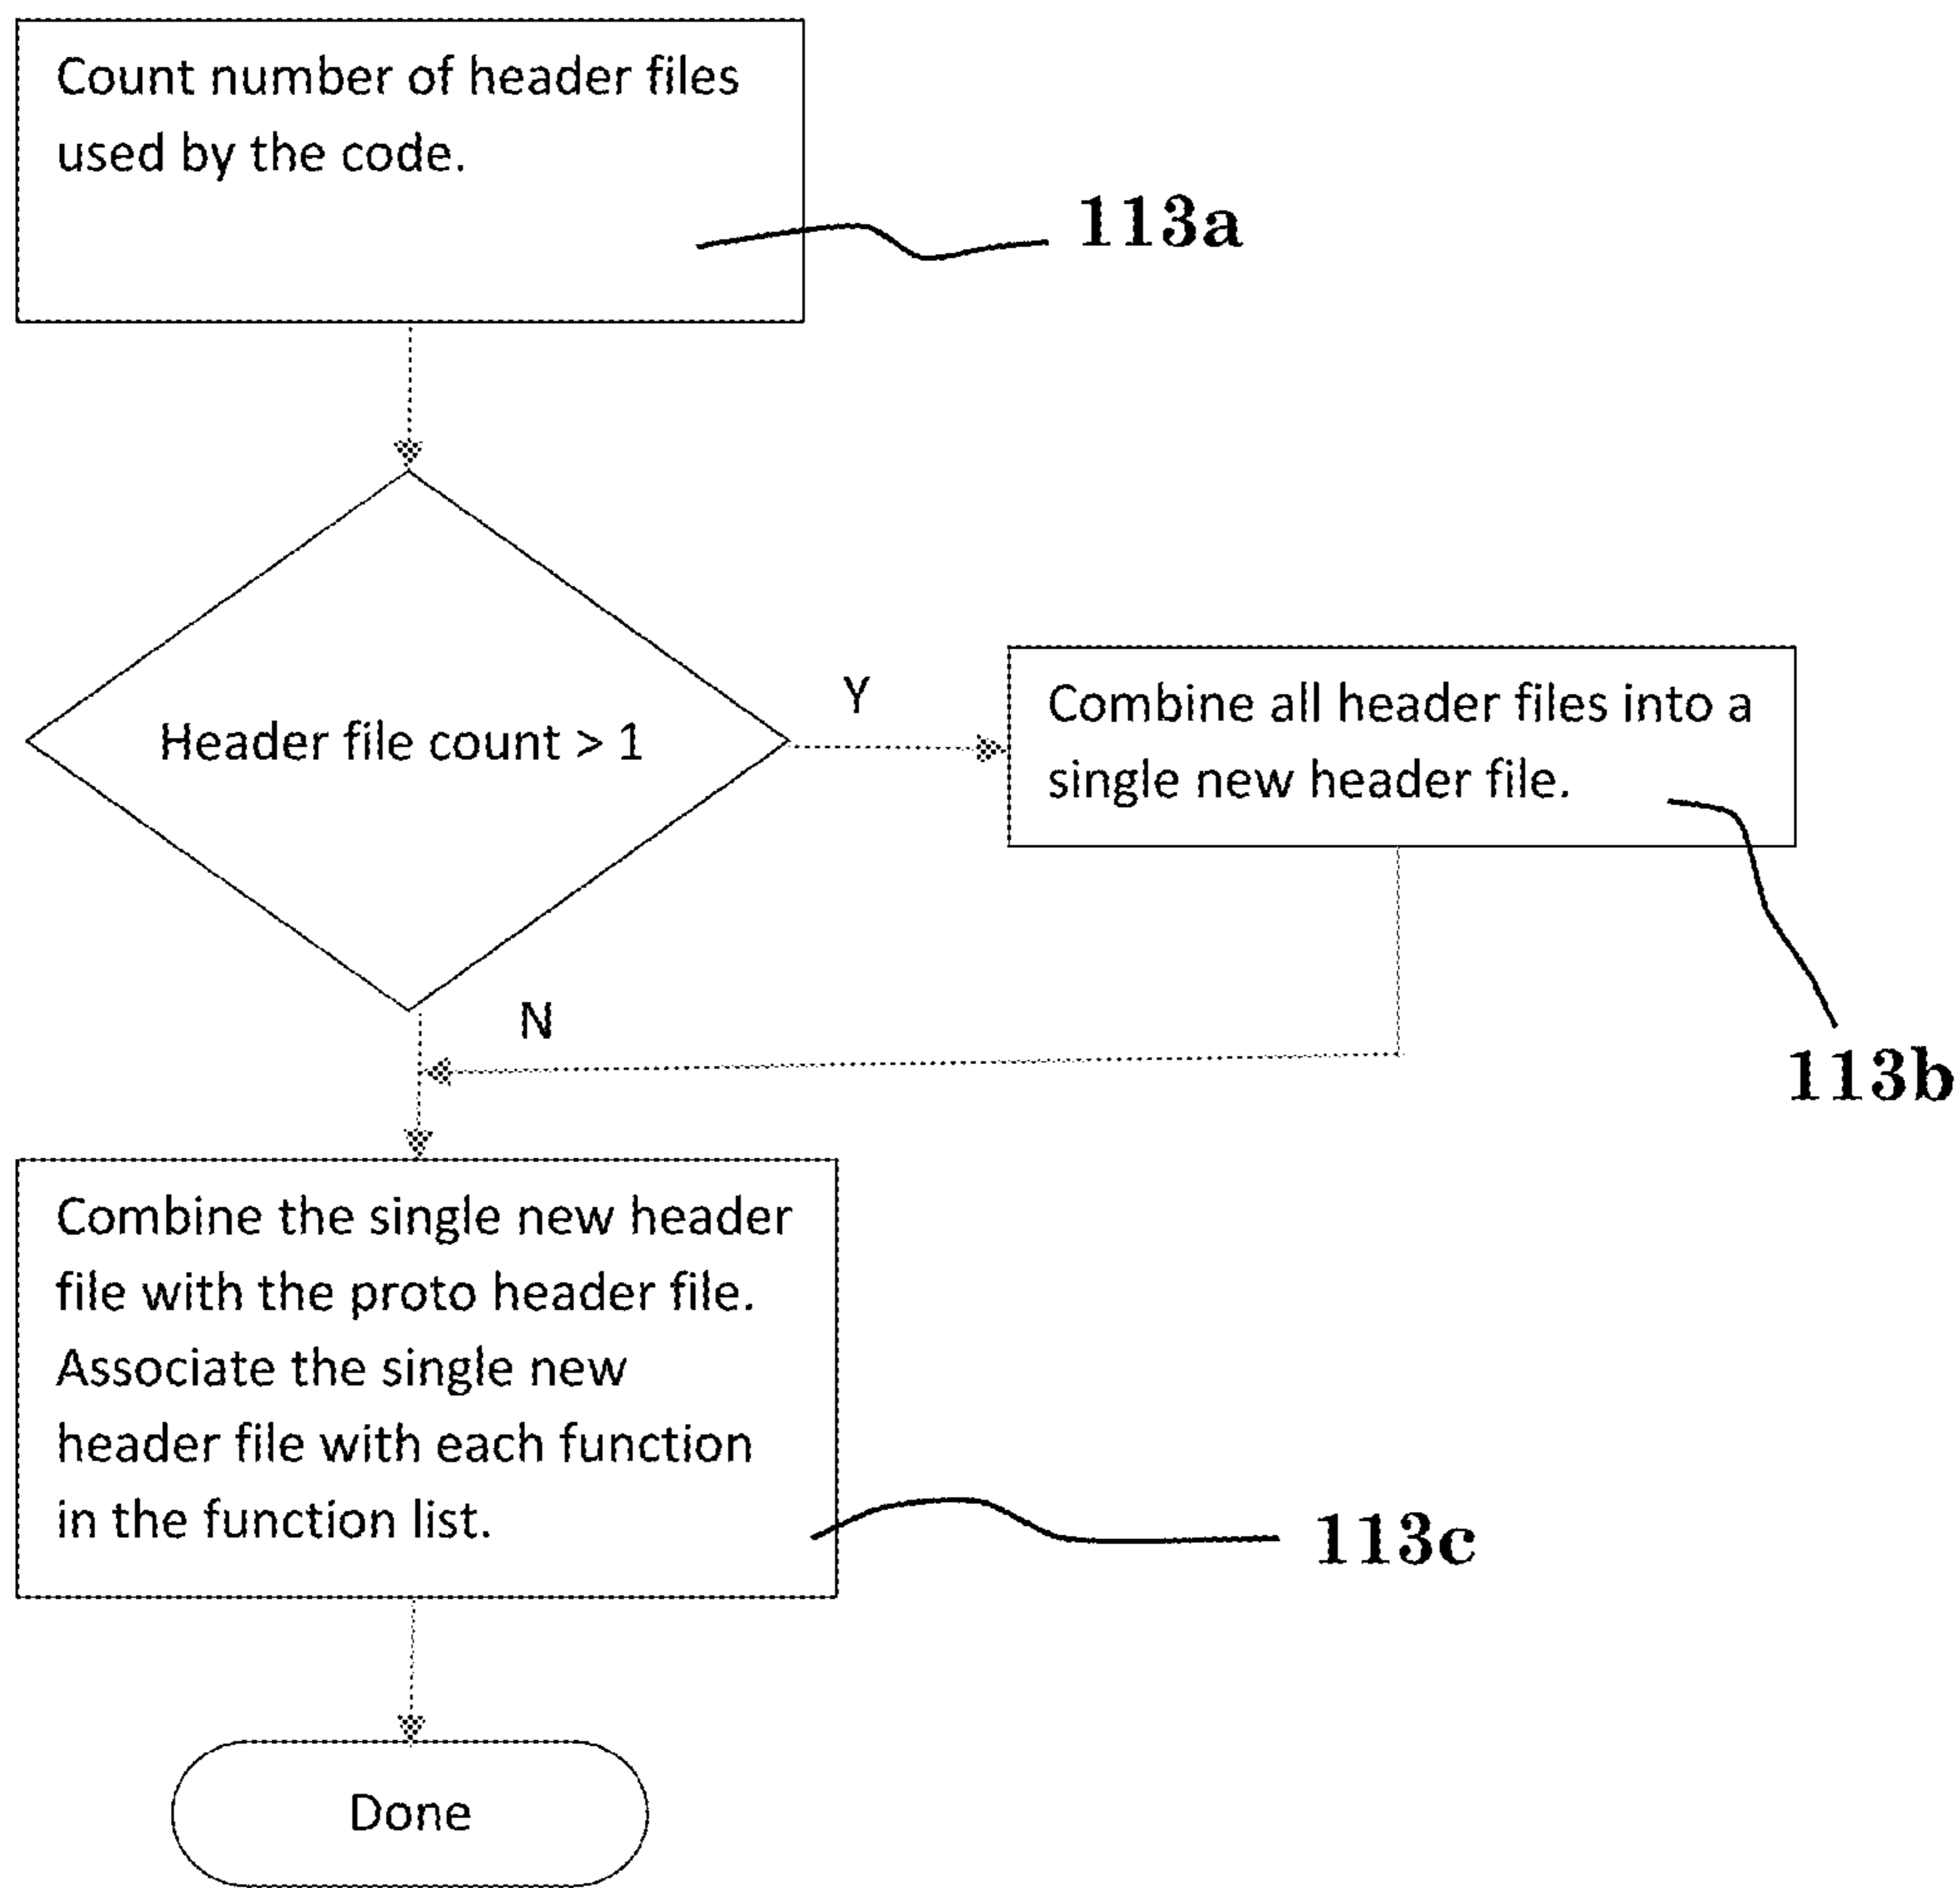 Count number of header files
used by the code.
113a
Header file count > 1
Y
Combine all header files into a
single new header file.
N
113b
Combine the single new header
file with the proto header file.
Associate the single new
header file with each function
in the function list.
113c
Done